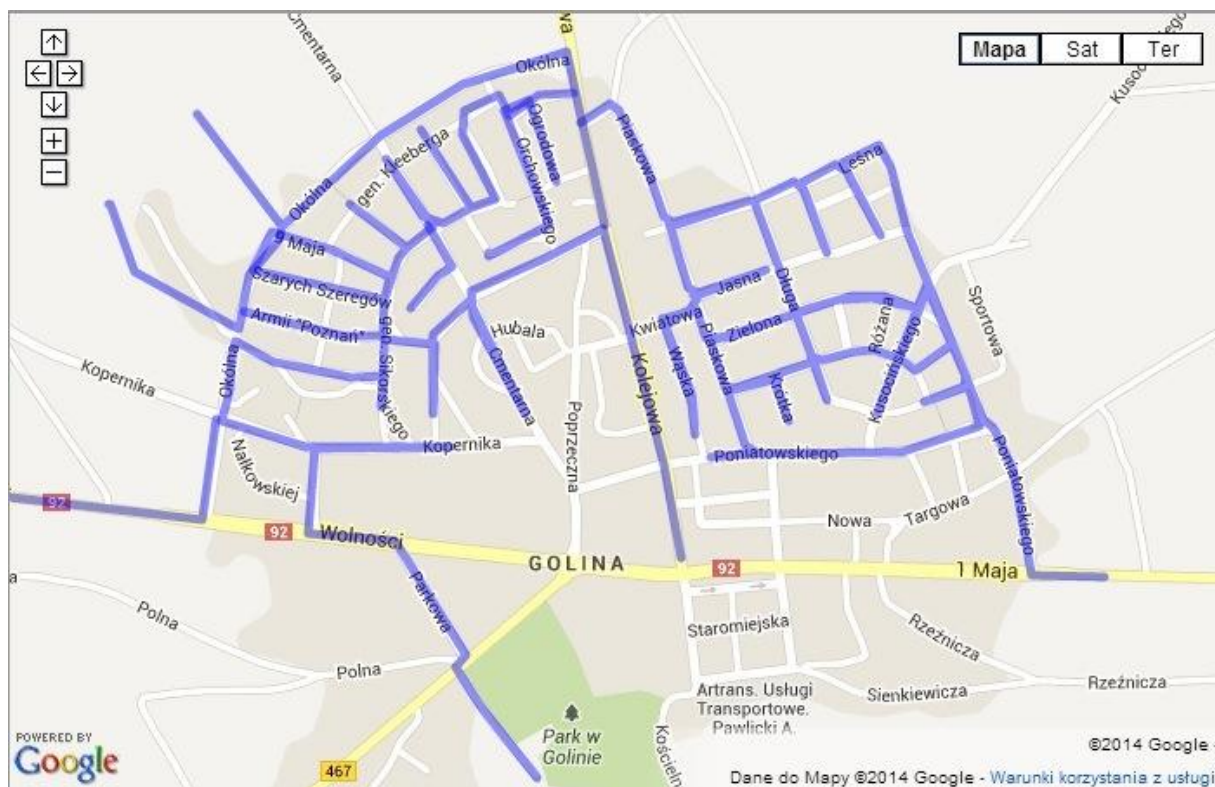 Cmentarna
wa
Mapa
Sat
Ter
Okólna
Kusocińskiego
Ogrodowa
Piaskowa
gen. Kleeberga
Orchowskiego
Leśna
Okólna
9 Maja
Szarych Szeregów
Jasna
Długa
Sportowa
Armii "Poznań"
gen. Sikorskiego
Hubala
Kwiatowa
Zielona
Różana
Kopernika
Okólna
Cmentarna
Kolejowa
Wąska
Piaskowa
Krótka
Kusocińskiego
Poprzeczna
Kopernika
Poniatowskiego
Nałkowskiej
Poniatowskiego
92
92
Wolności
Nowa
Targowa
GOLINA
92
1 Maja
a
Parkowa
Polna
Staromiejska
Rzeźnicza
Polna
Sienkiewicza
Rzeźnicza
Artrans. Usługi
Transportowe.
Pawlicki A.
Park w
Golinie
Kościeln
467
POWERED BY
Google
©2014 Google -
Dane do Mapy ©2014 Google - Warunki korzystania z usługi